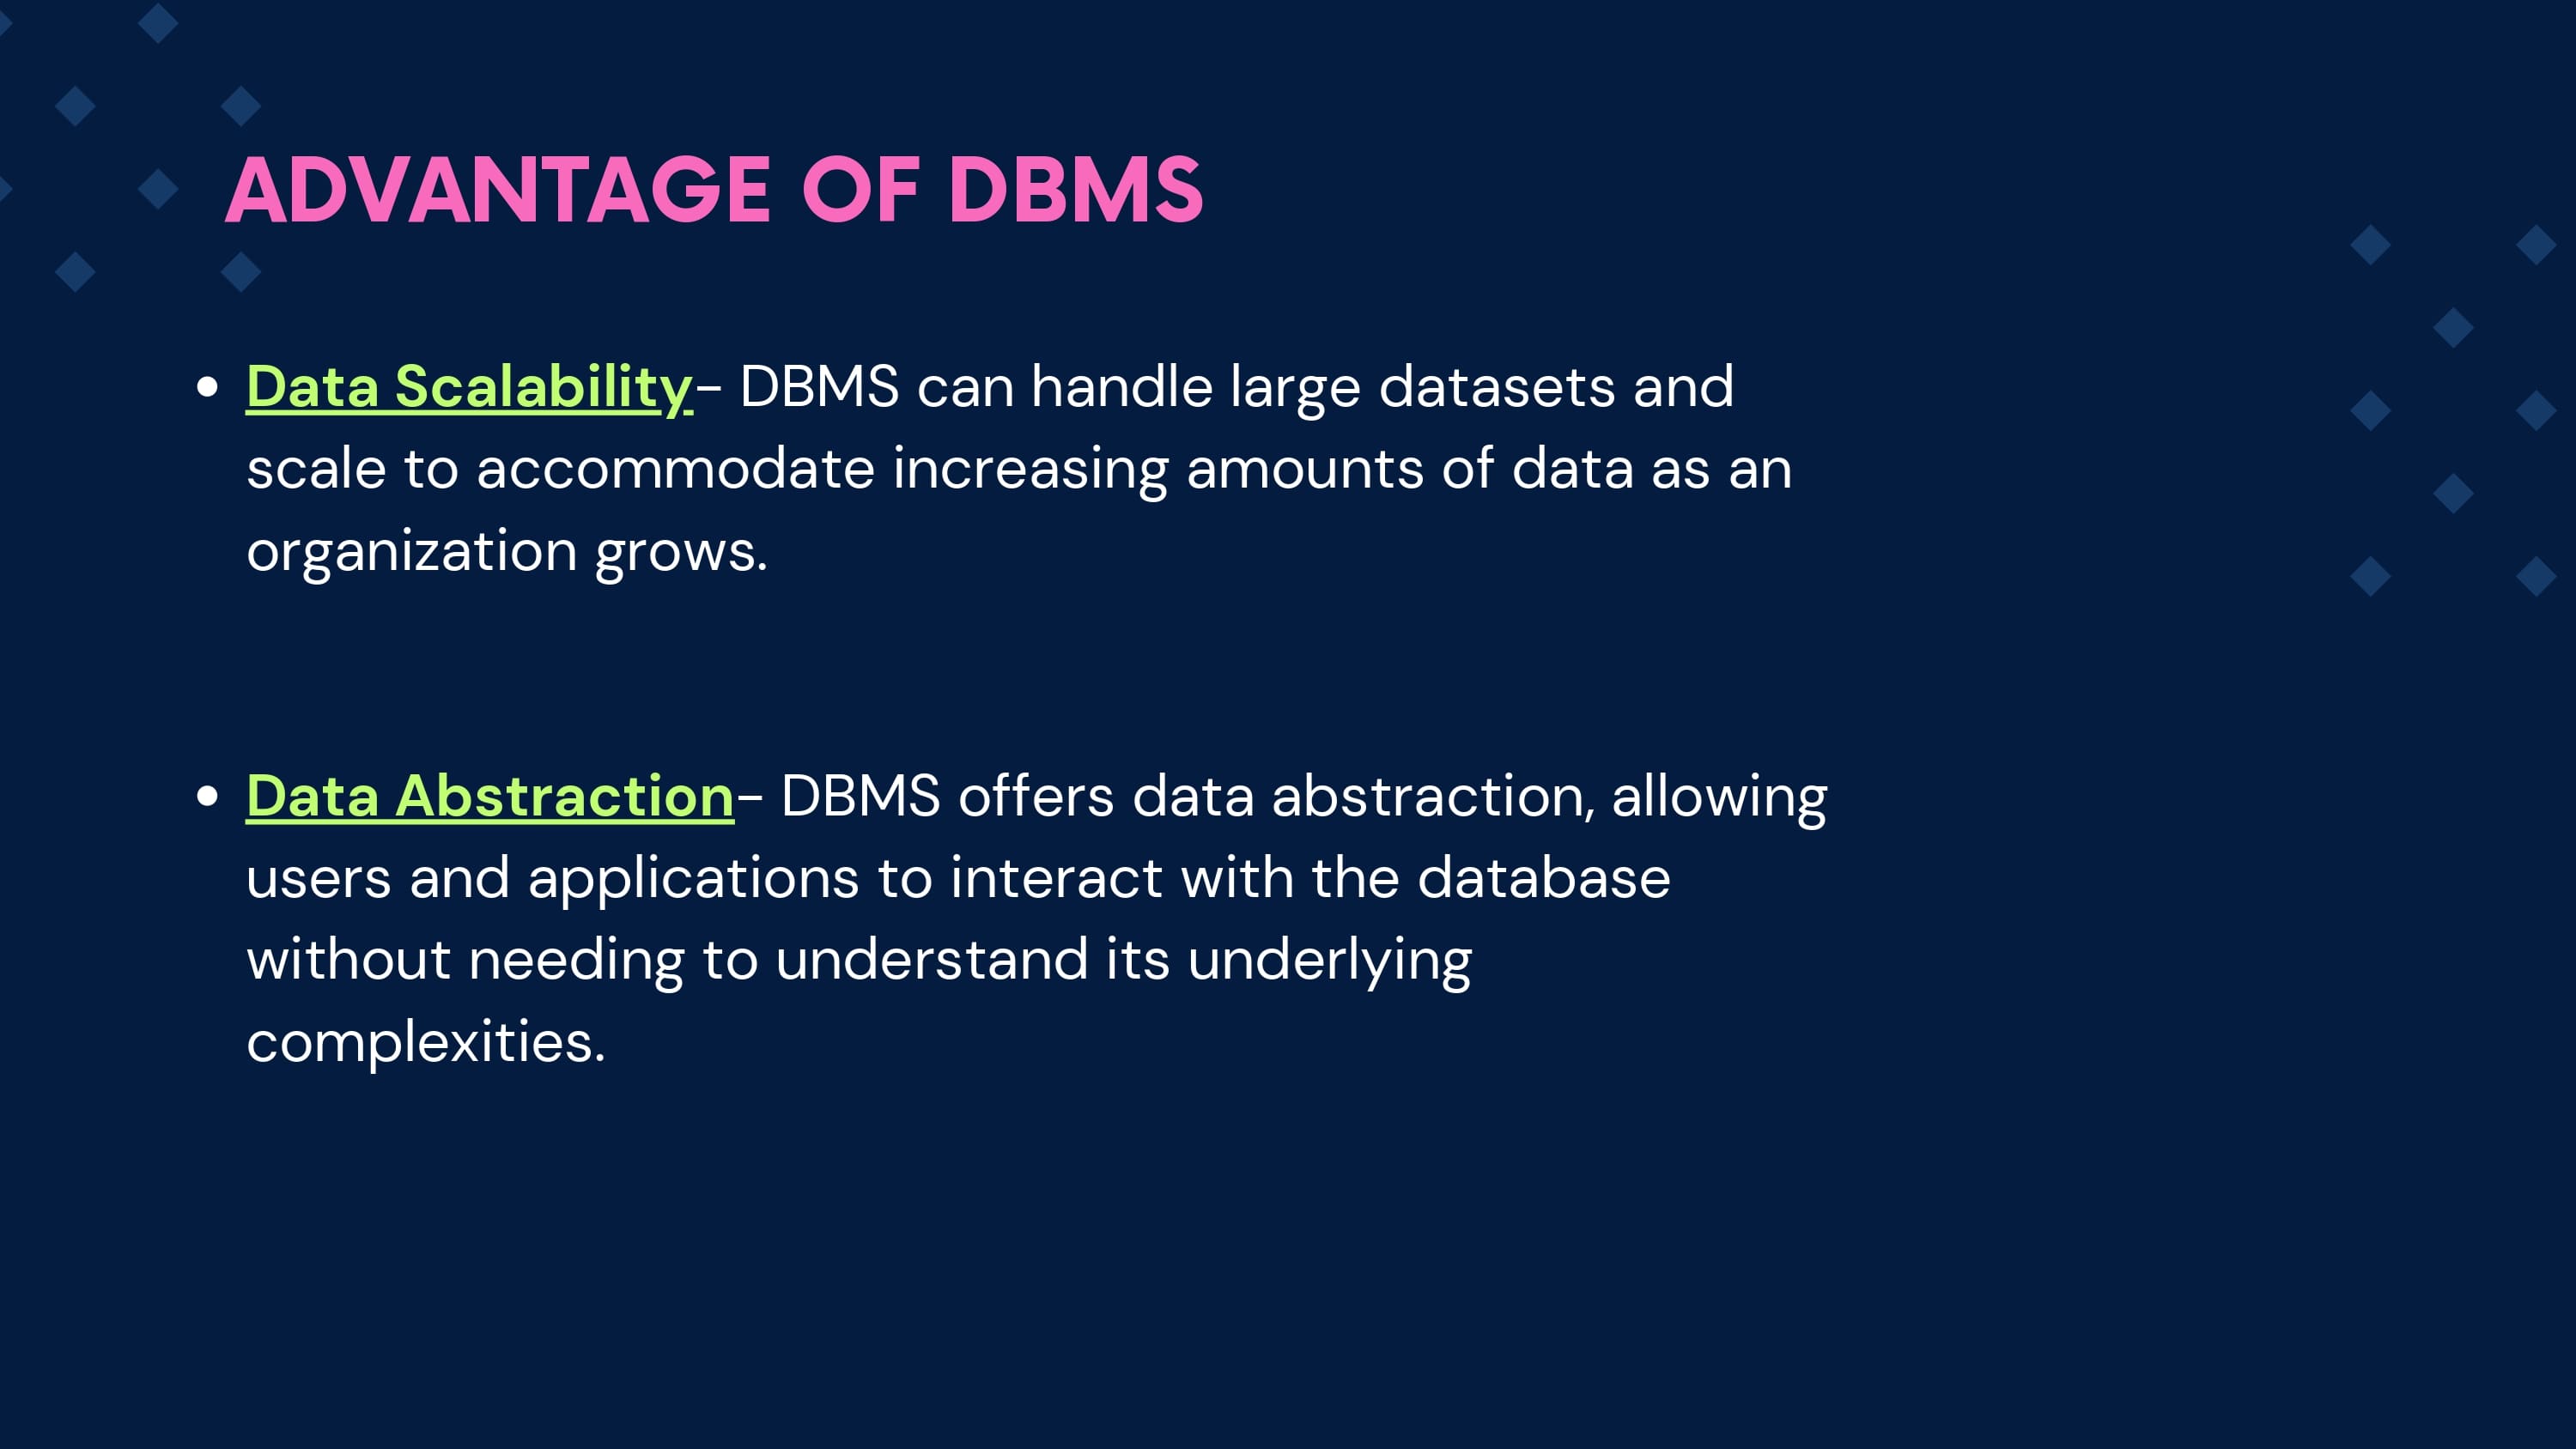 ADVANTAGE OF DBMS
• Data Scalability- DBMS can handle large datasets and
scale to accommodate increasing amounts of data as an
organization grows.
• Data Abstraction- DBMS offers data abstraction, allowing
users and applications to interact with the database
without needing to understand its underlying
complexities.